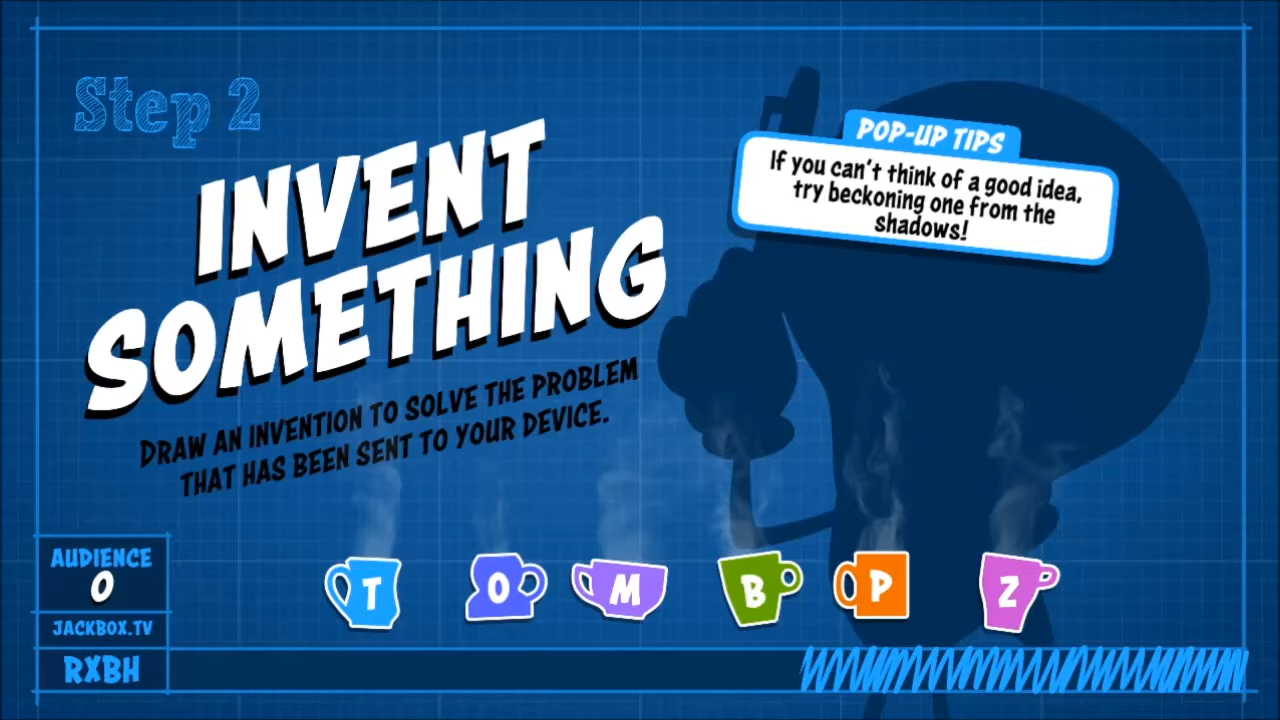 Step 2
INVENT
SOMETHING
DRAW AN INVENTION TO SOLVE THE PROBLEM
THAT HAS BEEN SENT TO YOUR DEVICE.
POP-UP TIPS
If you can't think of a good idea,
try beckoning one from the
shadows!
T O M B P Z
AUDIENCE
0
JACKBOX.TV
RXBH